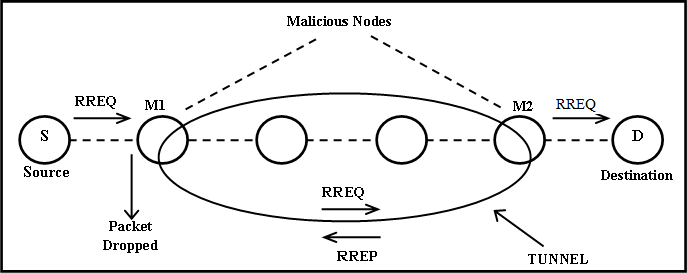 Malicious Nodes
RREQ
M1
M2
RREQ
S
D
Source
Destination
RREQ
Packet
Dropped
RREP
TUNNEL